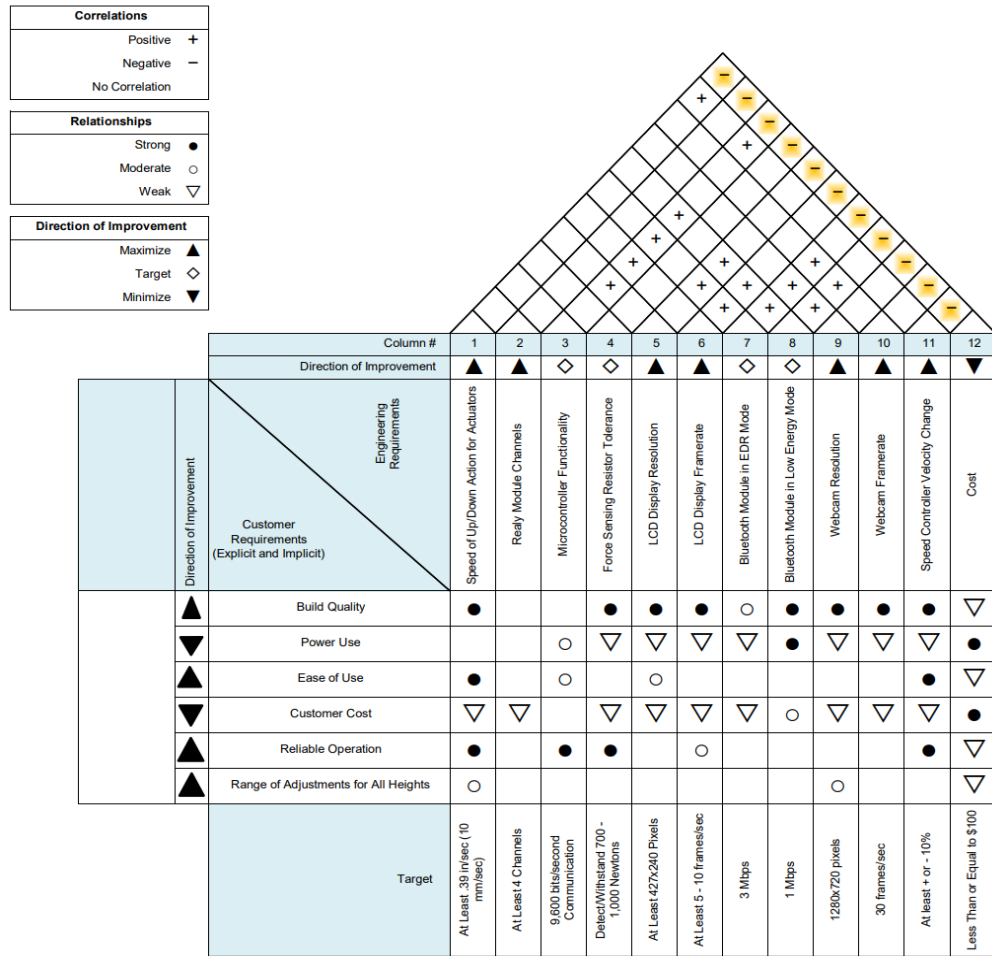 Correlations
Positive +
Negative −
No Correlation
Relationships
Strong ●
Moderate ○
Weak ▽
Direction of Improvement
Maximize ▲
Target ◇
Minimize ▼
−
+ −
−
+ −
−
−
+ −
+ −
+ + + −
+ + + + + −
+ + + −
Column # 1 2 3 4 5 6 7 8 9 10 11 12
Direction of Improvement ▲ ▲ ◇ ◇ ▲ ▲ ◇ ◇ ▲ ▲ ▲ ▼
Direction of Improvement
Engineering
Requirements
Customer
Requirements
(Explicit and Implicit)
Speed of Up/Down Action for Actuators
Realy Module Channels
Microcontroller Functionality
Force Sensing Resistor Tolerance
LCD Display Resolution
LCD Display Framerate
Bluetooth Module in EDR Mode
Bluetooth Module in Low Energy Mode
Webcam Resolution
Webcam Framerate
Speed Controller Velocity Change
Cost
▲ Build Quality ● ● ● ● ○ ● ● ● ● ▽
▼ Power Use ○ ▽ ▽ ▽ ▽ ● ▽ ▽ ▽ ●
▲ Ease of Use ● ○ ○ ● ▽
▼ Customer Cost ▽ ▽ ▽ ▽ ▽ ▽ ○ ▽ ▽ ▽ ●
▲ Reliable Operation ● ● ● ○ ● ▽
▲ Range of Adjustments for All Heights ○ ○ ▽
Target
At Least .39 in/sec (10
mm/sec)
At Least 4 Channels
9,600 bits/second
Communication
Detect/Withstand 700 -
1,000 Newtons
At Least 427x240 Pixels
At Least 5 - 10 frames/sec
3 Mbps
1 Mbps
1280x720 pixels
30 frames/sec
At least + or - 10%
Less Than or Equal to $100